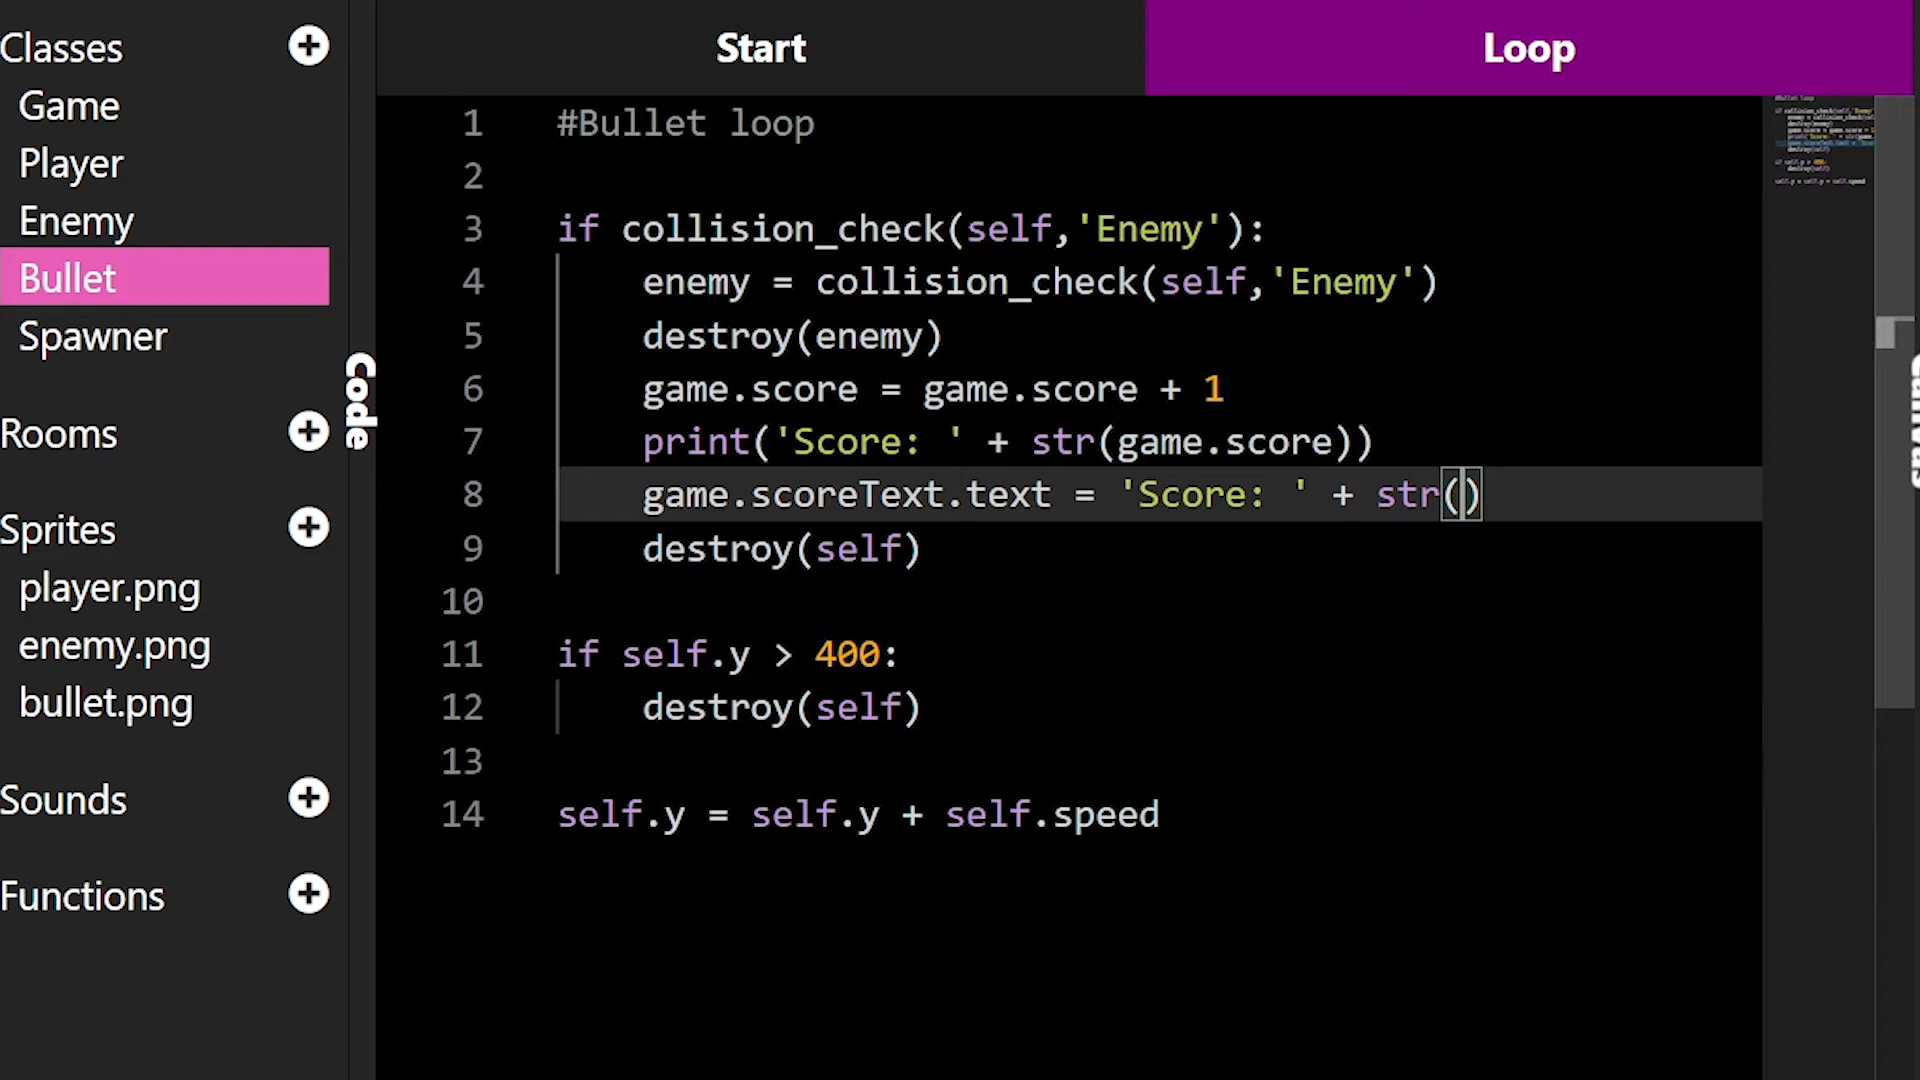 Classes
Game
Player
Enemy
Bullet
Spawner
Rooms
Sprites
player.png
enemy.png
bullet.png
Sounds
Functions
Code
Start
Loop
1 #Bullet loop
2
3 if collision_check(self,'Enemy'):
4 enemy = collision_check(self,'Enemy')
5 destroy(enemy)
6 game.score = game.score + 1
7 print('Score: ' + str(game.score))
8 game.scoreText.text = 'Score: ' + str()
9 destroy(self)
10
11 if self.y > 400:
12 destroy(self)
13
14 self.y = self.y + self.speed
Canvas